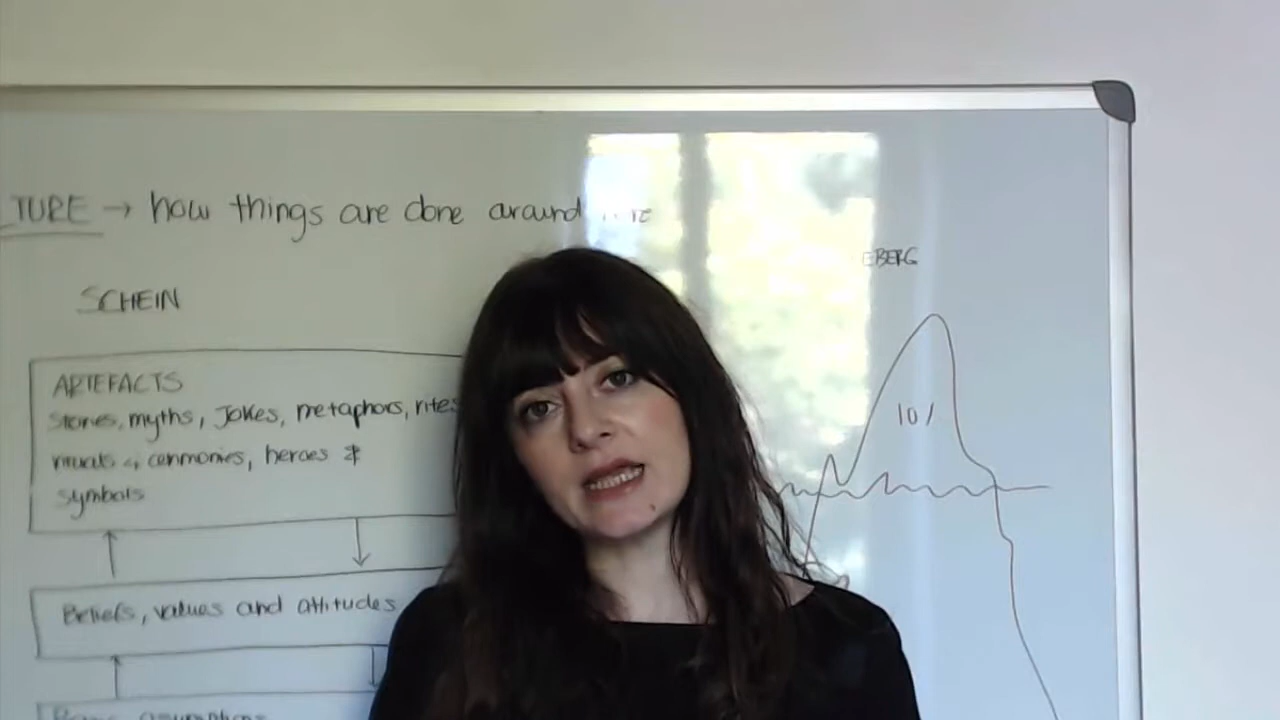 TURE → how things are done around
EBERG
SCHEIN
ARTEFACTS
Stories, myths, Jokes, metaphors, rites
rituals &, cermonies, heroes &
symbols
10%
Beliefs, values and attitudes